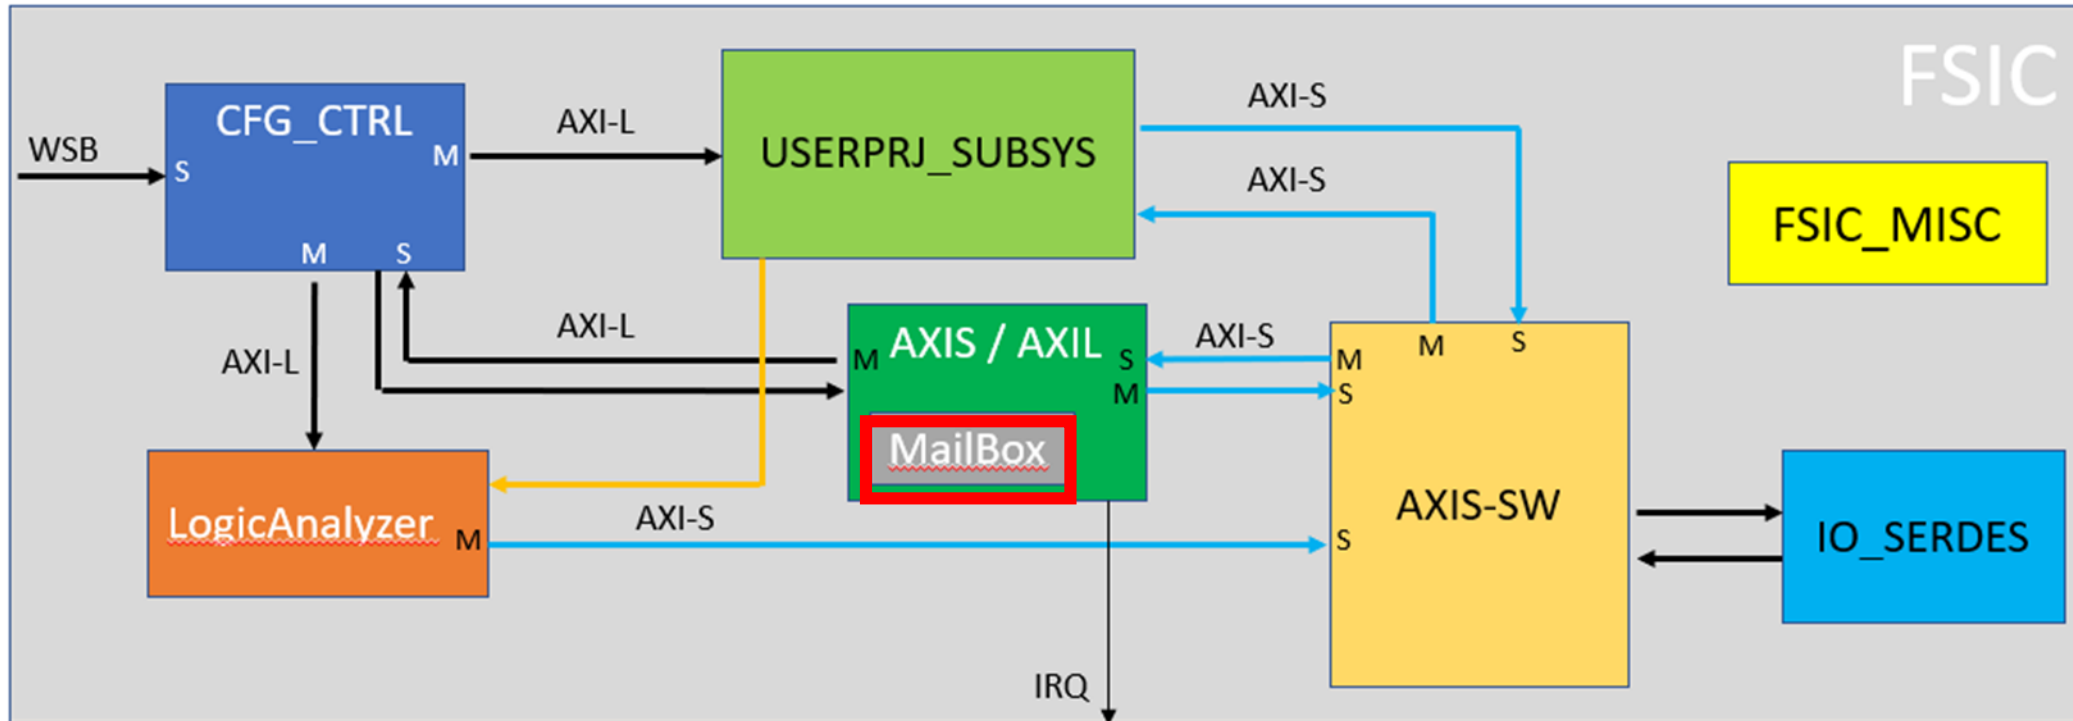 FSIC
WSB
S
CFG_CTRL
M
M
S
AXI-L
USERPRJ_SUBSYS
AXI-S
AXI-S
FSIC_MISC
AXI-L
AXI-L
M
AXIS / AXIL
S
M
MailBox
AXI-S
M
S
M
S
S
AXIS-SW
IO_SERDES
LogicAnalyzer
M
AXI-S
IRQ